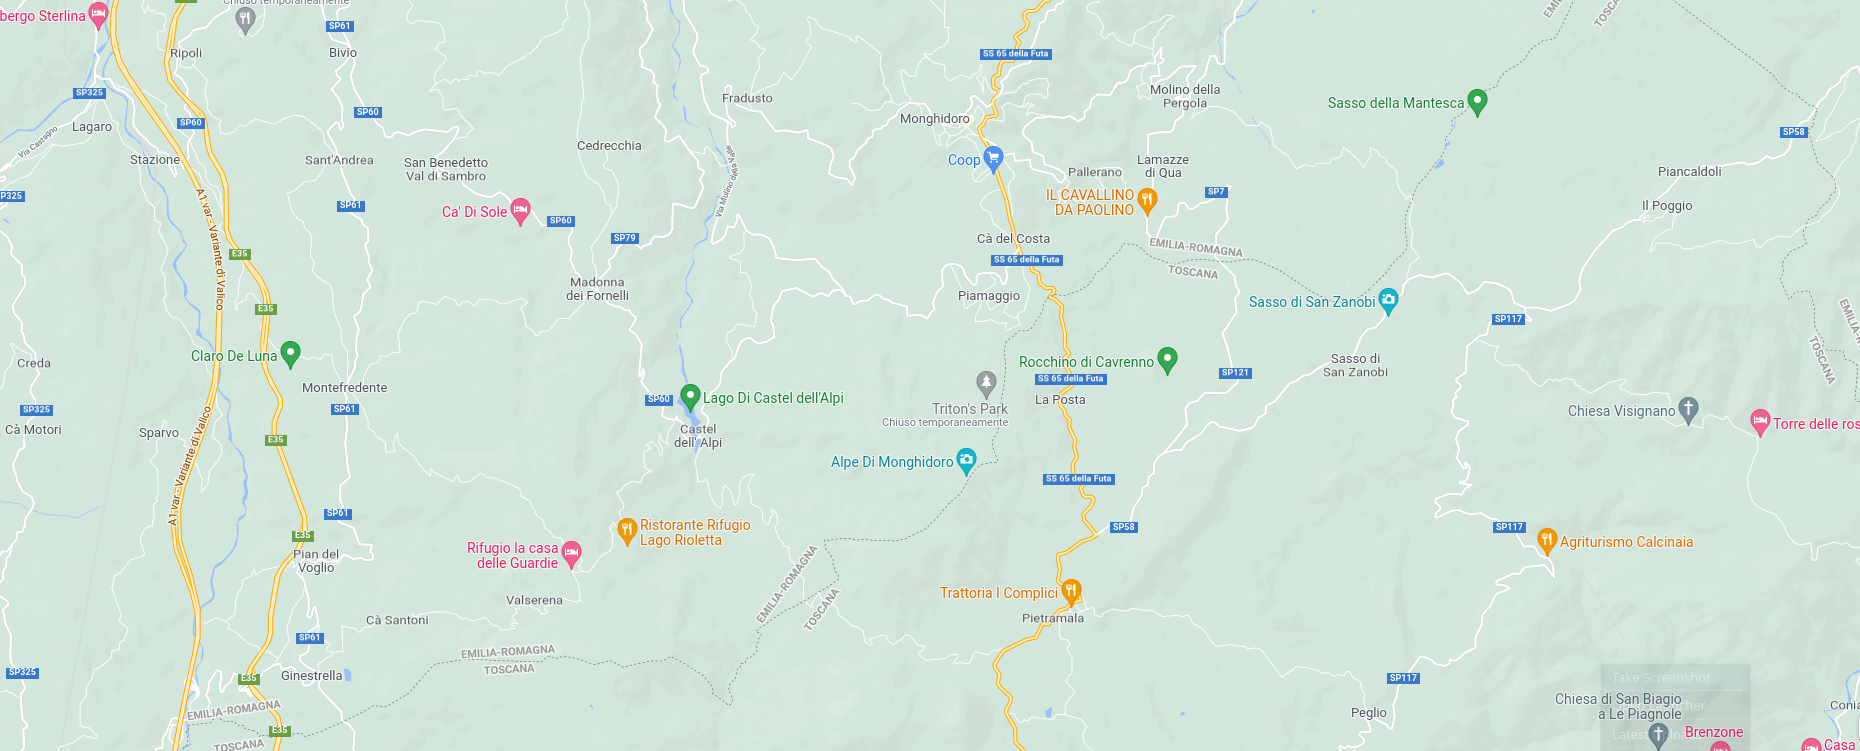 Chiuso temporaneamente
bergo Sterlina
SP61
Ripoli
Bivio
SS 65 della Futa
EMILIA-ROMAGNA
TOSCANA
SP325
Fradusto
Molino della
Pergola
Sasso della Mantesca
SP60
SP60
Monghidoro
Lagaro
SP58
Via Castagno
Stazione
Sant'Andrea
San Benedetto
Val di Sambro
Cedrecchia
Coop
Lamazze
di Qua
Pallerano
Piancaldoli
P325
A1 var - Variante di Valico
SP61
Ca' Di Sole
SP60
Via Mulino della Valle
IL CAVALLINO
DA PAOLINO
SP7
Il Poggio
SP79
Cà del Costa
EMILIA-ROMAGNA
TOSCANA
E35
SS 65 della Futa
Madonna
dei Fornelli
Piamaggio
Sasso di San Zanobi
E35
SP117
EMILIA-
TOSCANA
Creda
Claro De Luna
Rocchino di Cavrenno
Sasso di
San Zanobi
SP121
Montefredente
SS 65 della Futa
SP325
SP61
SP60
Lago Di Castel dell'Alpi
Triton's Park
Chiuso temporaneamente
La Posta
Chiesa Visignano
Torre delle ros
Cà Motori
Sparvo
E35
Castel
dell' Alpi
A1 var - Variante di Valico
Alpe Di Monghidoro
SS 65 della Futa
SP61
SP58
SP117
E35
Ristorante Rifugio
Lago Rioletta
Pian del
Voglio
Rifugio la casa
delle Guardie
Agriturismo Calcinaia
EMILIA-ROMAGNA
TOSCANA
Valserena
Trattoria I Complici
Pietramala
Cà Santoni
SP61
EMILIA-ROMAGNA
TOSCANA
SP325
E35
Ginestrella
SP117
Take Screenshot
Chiesa di San Biagio
a Le Piagnole
cher
Latest
EMILIA-ROMAGNA
TOSCANA
E35
Peglio
Conia
Brenzone
Casa